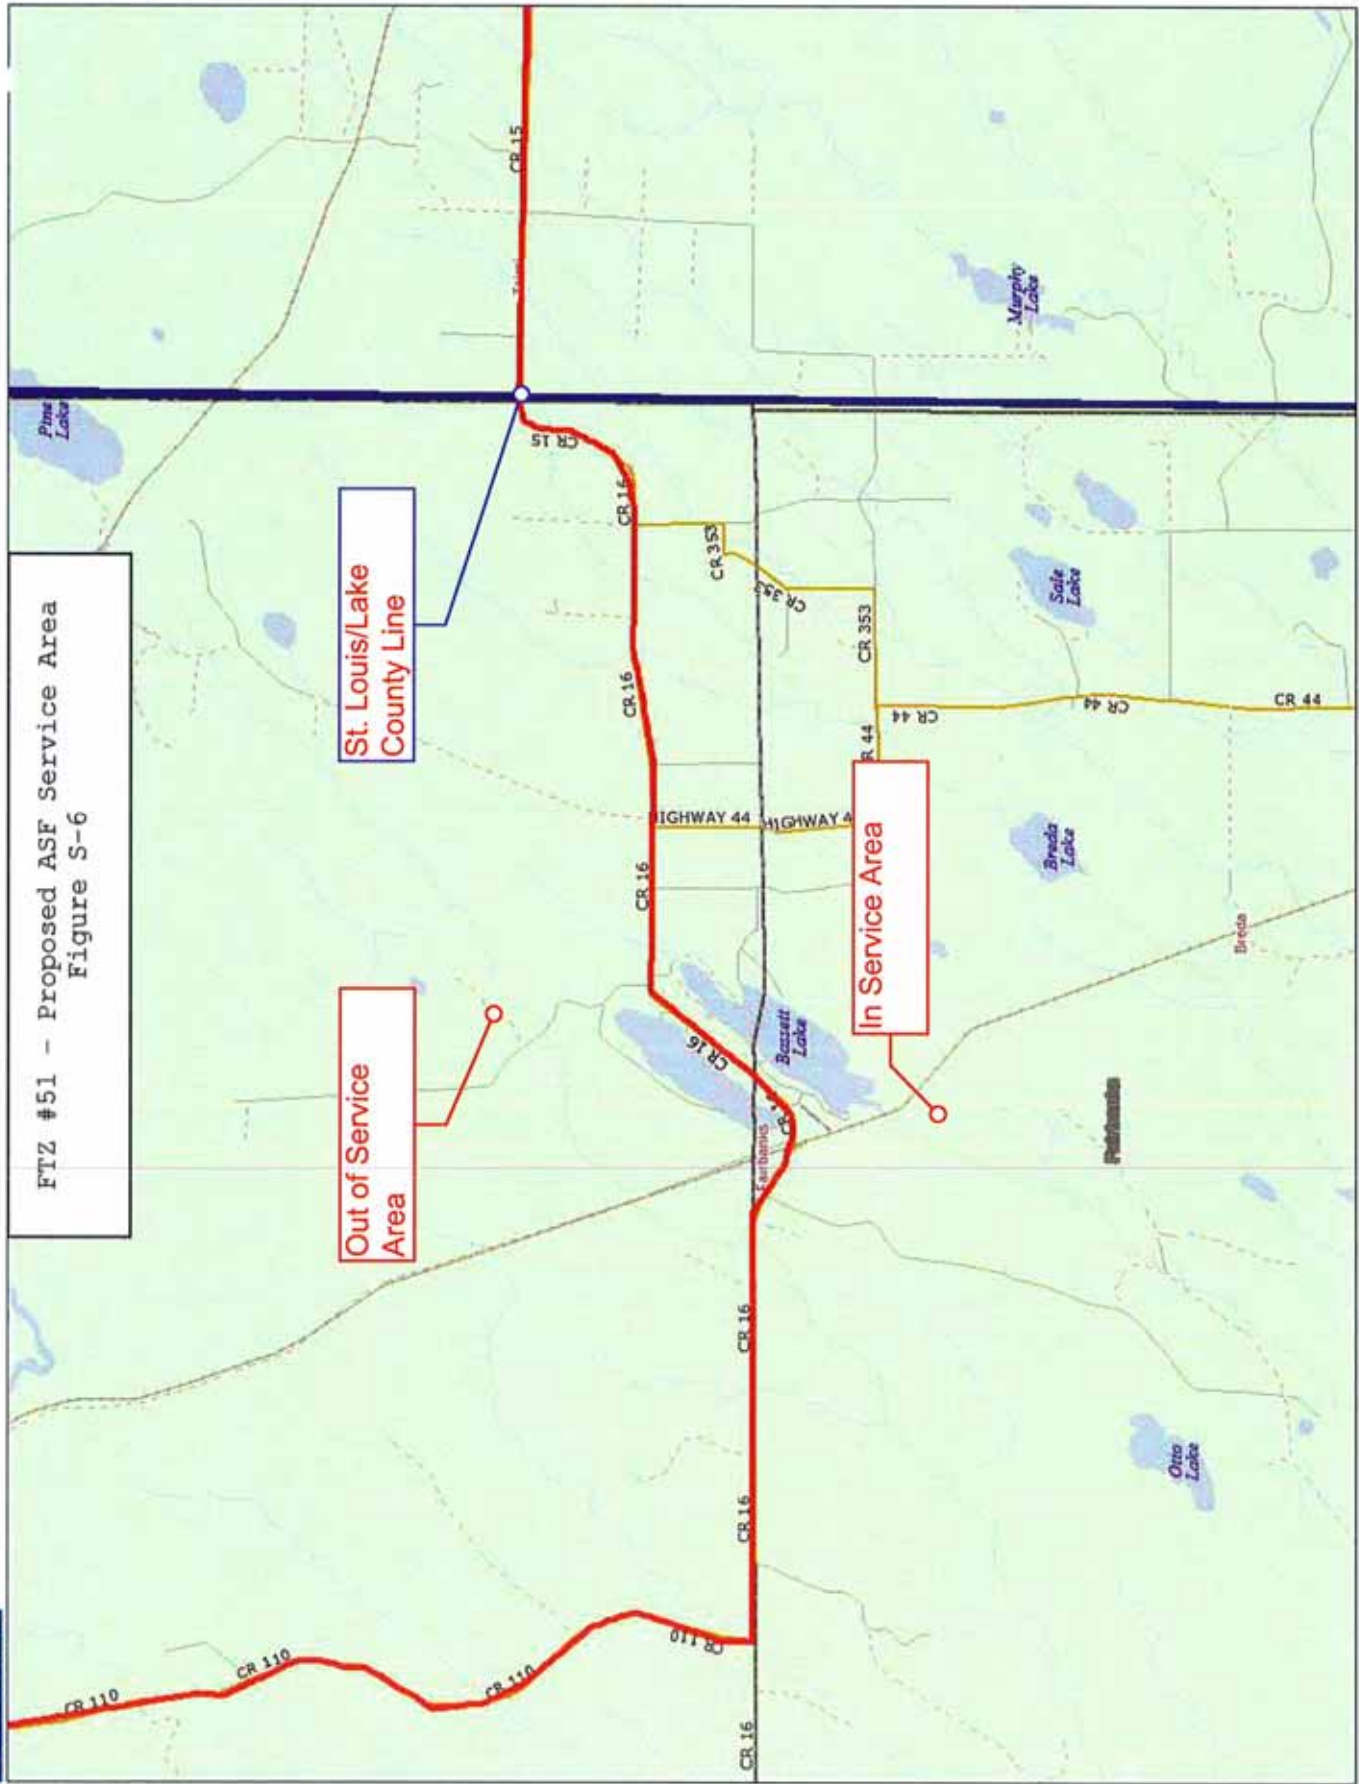 FTZ #51 - Proposed ASF Service Area
Figure S-6
Pine
Lake
St. Louis/Lake
County Line
Out of Service
Area
In Service Area
CR 110
CR 110
CR 110
CR 110
CR 16
CR 16
CR 16
Fairbanks
CR 16
CR 16
CR 16
CR 16
CR 15
CR 15
HIGHWAY 44
HIGHWAY 4
CR 353
CR 353
CR 353
R 44
CR 44
CR 44
CR 44
Bassett
Lake
Breda
Lake
Sale
Lake
Murphy
Lake
Otto
Lake
Breda
Fairbanks